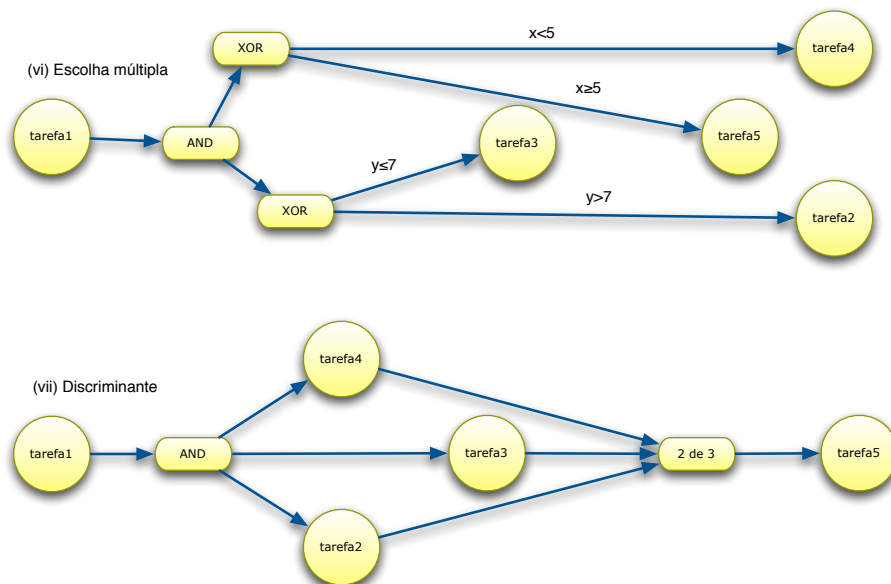 (vi) Escolha múltipla
XOR
x<5
tarefa4
x≥5
tarefa1
AND
tarefa3
tarefa5
y≤7
XOR
y>7
tarefa2
(vii) Discriminante
tarefa4
tarefa1
AND
tarefa3
2 de 3
tarefa5
tarefa2